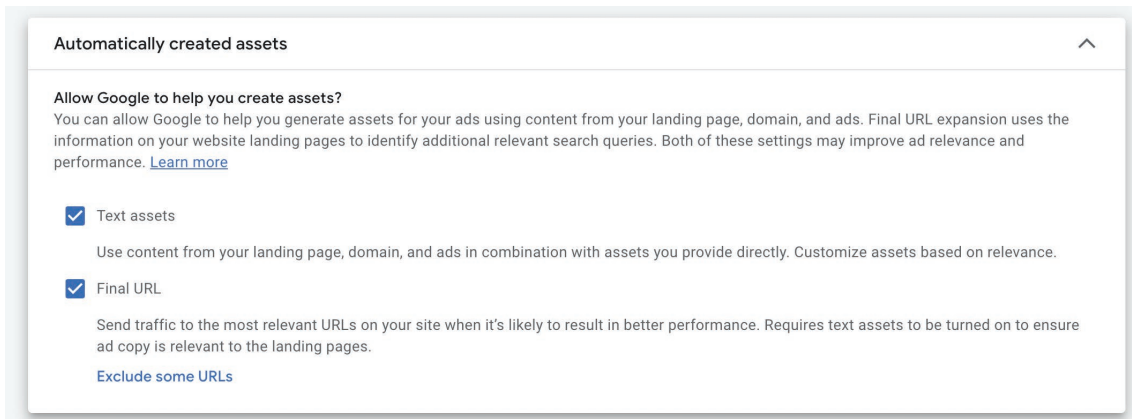 Automatically created assets
Allow Google to help you create assets?
You can allow Google to help you generate assets for your ads using content from your landing page, domain, and ads. Final URL expansion uses the
information on your website landing pages to identify additional relevant search queries. Both of these settings may improve ad relevance and
performance. Learn more
Text assets
Use content from your landing page, domain, and ads in combination with assets you provide directly. Customize assets based on relevance.
Final URL
Send traffic to the most relevant URLs on your site when it's likely to result in better performance. Requires text assets to be turned on to ensure
ad copy is relevant to the landing pages.
Exclude some URLs